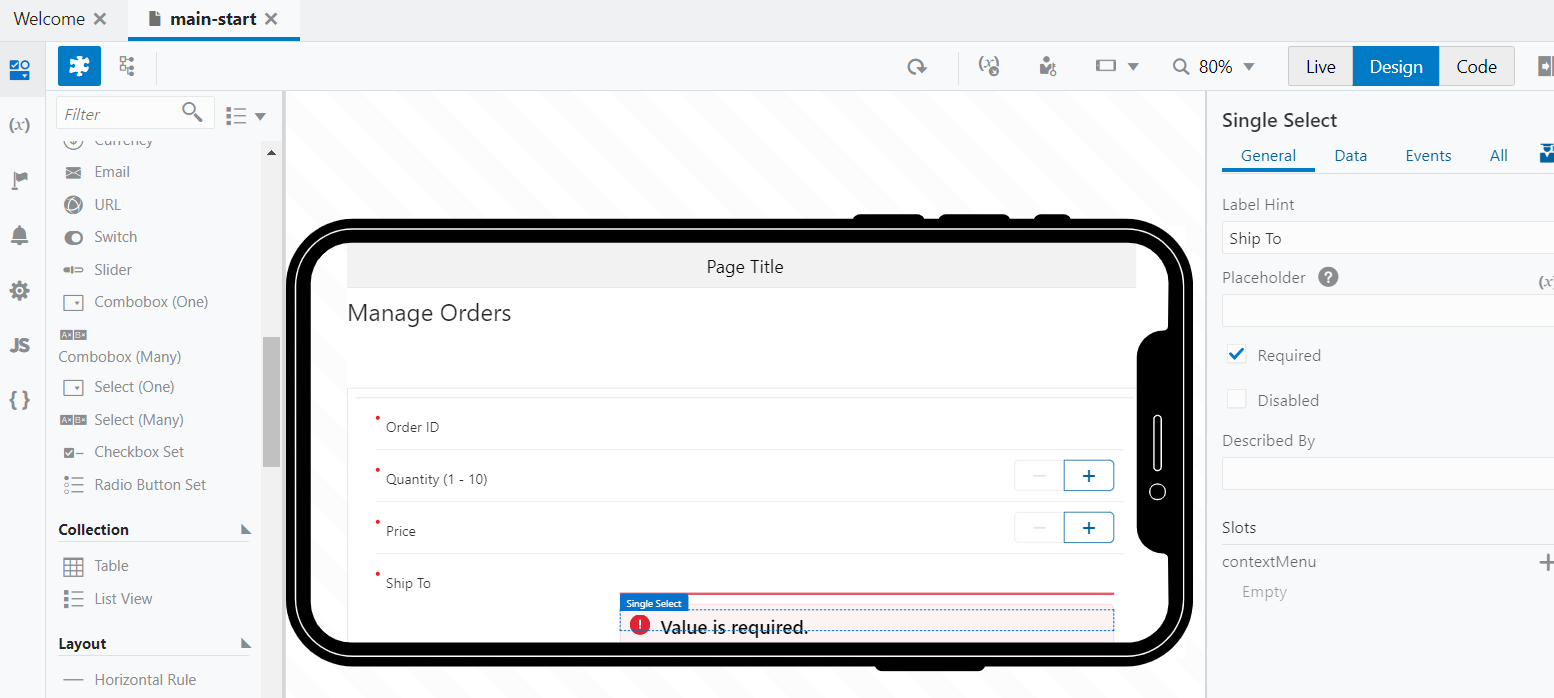 Welcome
main-start
80%
Live
Design
Code
Filter
Currency
Email
URL
Switch
Slider
Combobox (One)
Combobox (Many)
Select (One)
Select (Many)
Checkbox Set
Radio Button Set
Collection
Table
List View
Layout
Horizontal Rule
(x)
JS
{ }
Page Title
Manage Orders
Order ID
Quantity (1 - 10)
Price
Ship To
Single Select
Value is required.
Single Select
General Data Events All
Label Hint
Ship To
Placeholder
Required
Disabled
Described By
Slots
contextMenu
Empty